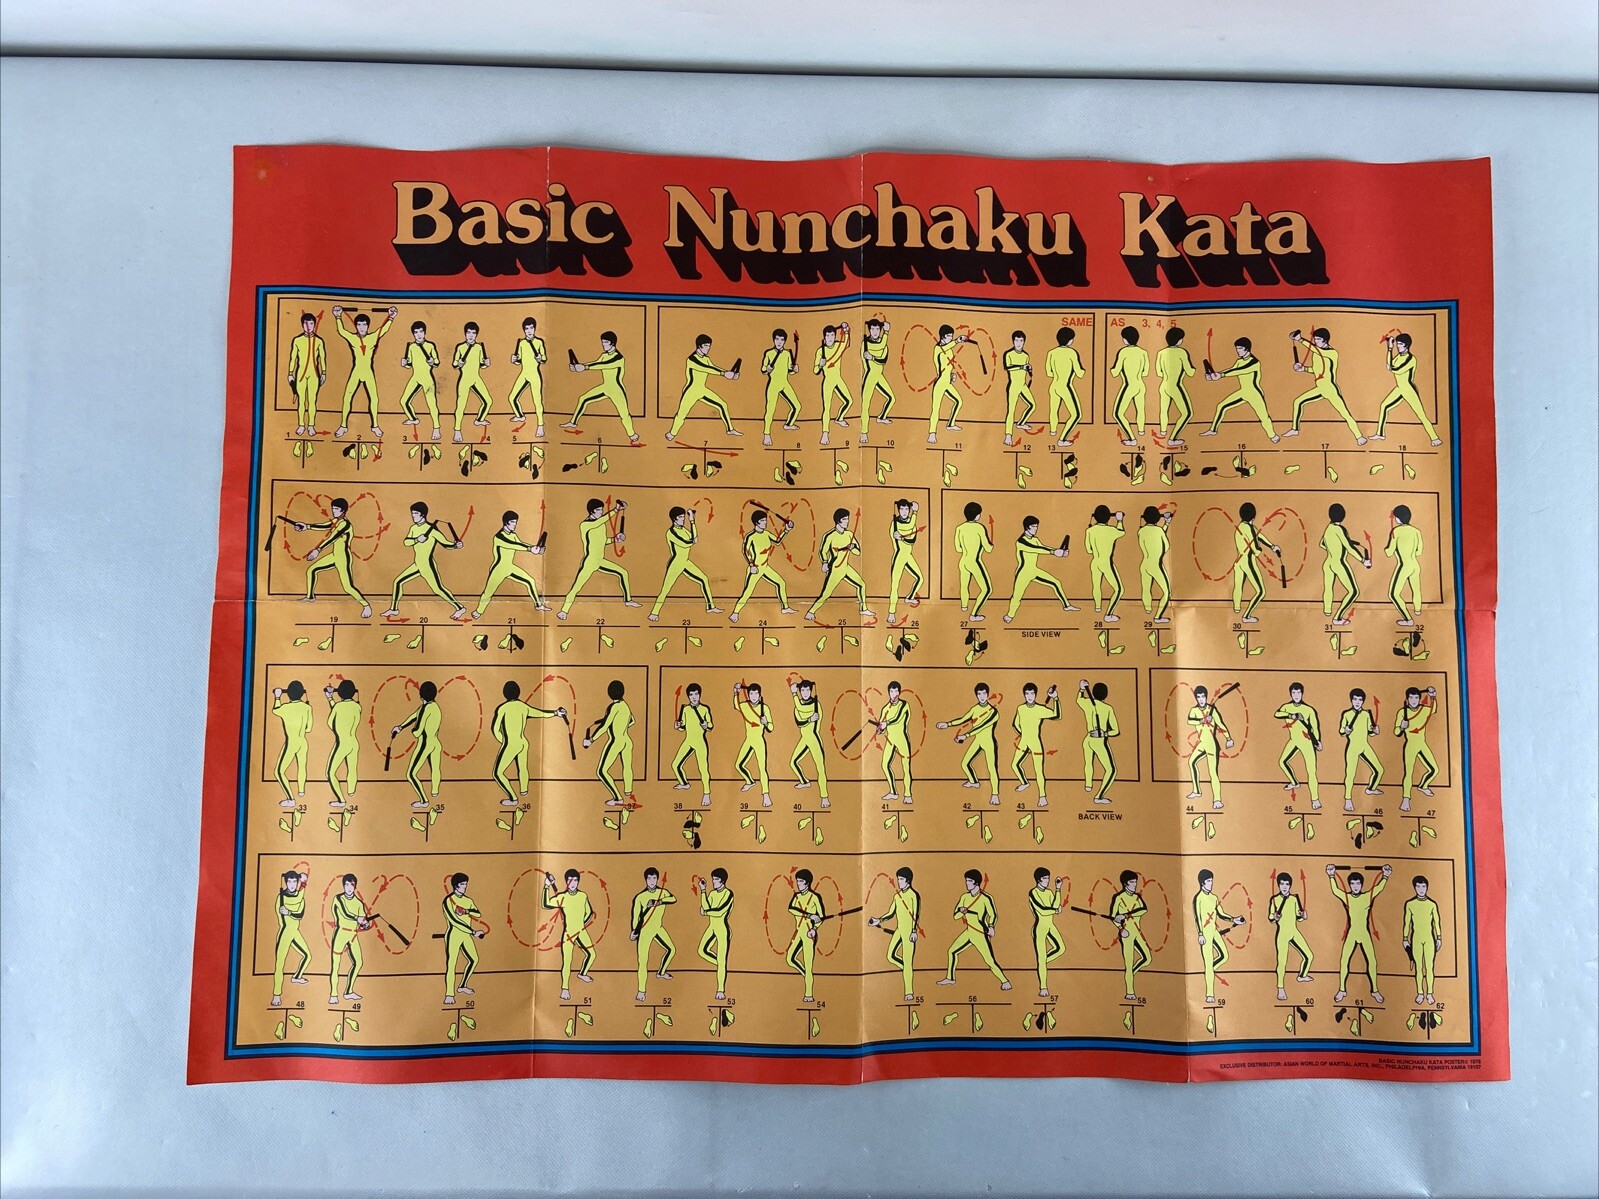 Basic Nunchaku Kata
SAME AS 3, 4, 5
1 2 3 4 5 6 7 8 9 10 11 12 13 14 15 16 17 18
19 20 21 22 23 24 25 26 27 SIDE VIEW 28 29 30 31 32
33 34 35 36 37 38 39 40 41 42 43 BACK VIEW 44 45 46 47
48 49 50 51 52 53 54 55 56 57 58 59 60 61 62
BASIC NUNCHAKU KATA POSTER©
EXCLUSIVE DISTRIBUTOR: ASIAN WORLD OF MARTIAL ARTS, INC., PHILADELPHIA, PENNSYLVANIA 19107